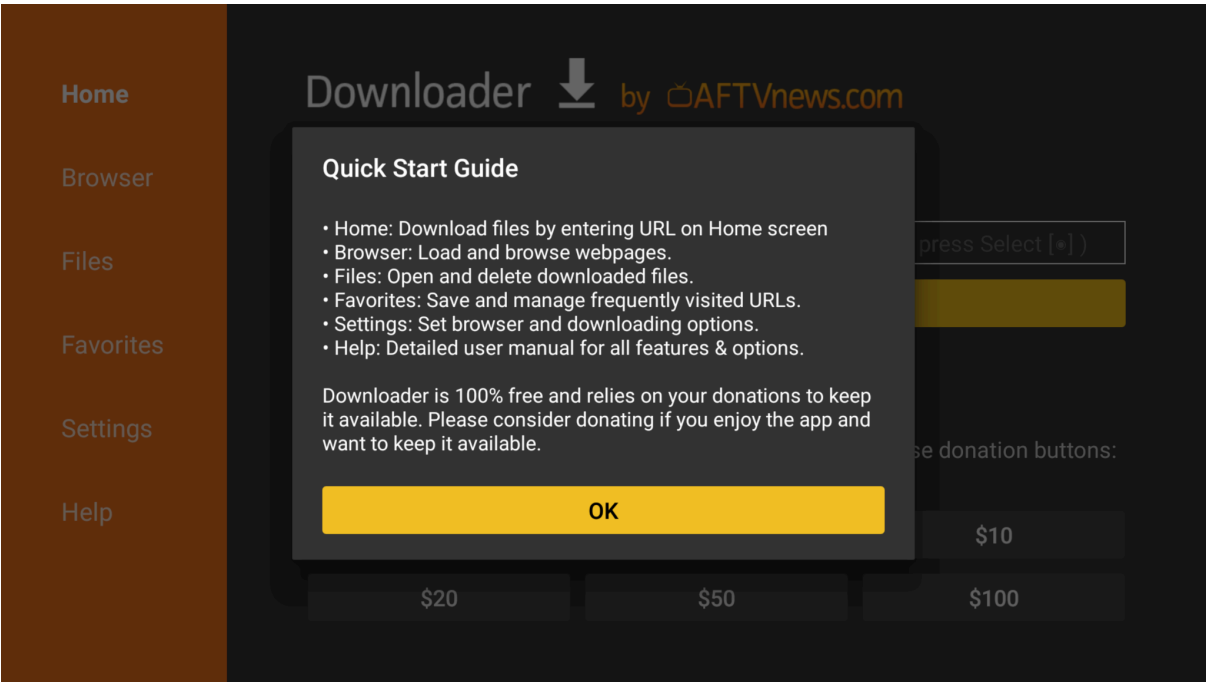 Home
Browser
Files
Favorites
Settings
Help
Downloader by AFTVnews.com
Quick Start Guide
• Home: Download files by entering URL on Home screen
• Browser: Load and browse webpages.
• Files: Open and delete downloaded files.
• Favorites: Save and manage frequently visited URLs.
• Settings: Set browser and downloading options.
• Help: Detailed user manual for all features & options.
Downloader is 100% free and relies on your donations to keep
it available. Please consider donating if you enjoy the app and
want to keep it available.
OK
press Select [◉] )
se donation buttons:
$10
$20 $50 $100